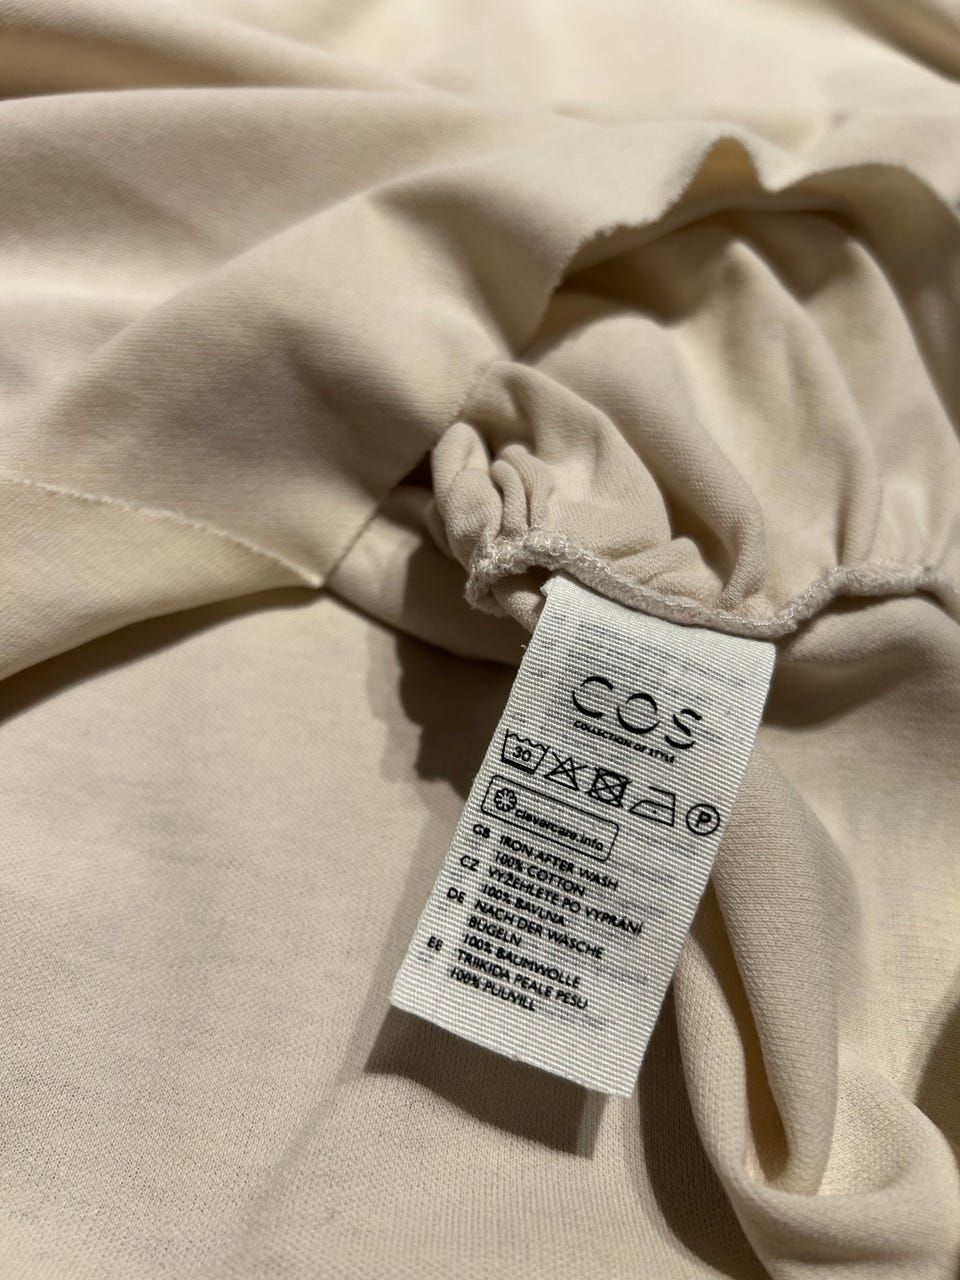 COS
COLLECTION OF STYLE
30 P
clevercare.info
GB IRON AFTER WASH
100% COTTON
CZ VYŽEHLETE PO VYPRÁNÍ
100% BAVLNA
DE NACH DER WÄSCHE
BÜGELN
100% BAUMWOLLE
EE TRIIKIDA PEALE PESU
100% PUUVILL